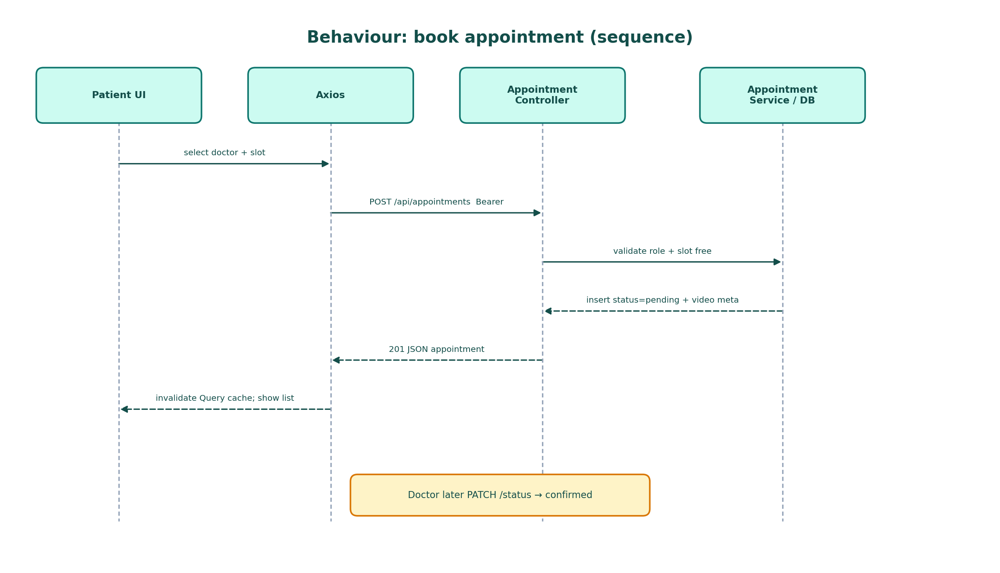 Behaviour: book appointment (sequence)
Patient UI
Axios
Appointment
Controller
Appointment
Service / DB
select doctor + slot
POST /api/appointments  Bearer
validate role + slot free
insert status=pending + video meta
201 JSON appointment
invalidate Query cache; show list
Doctor later PATCH /status → confirmed